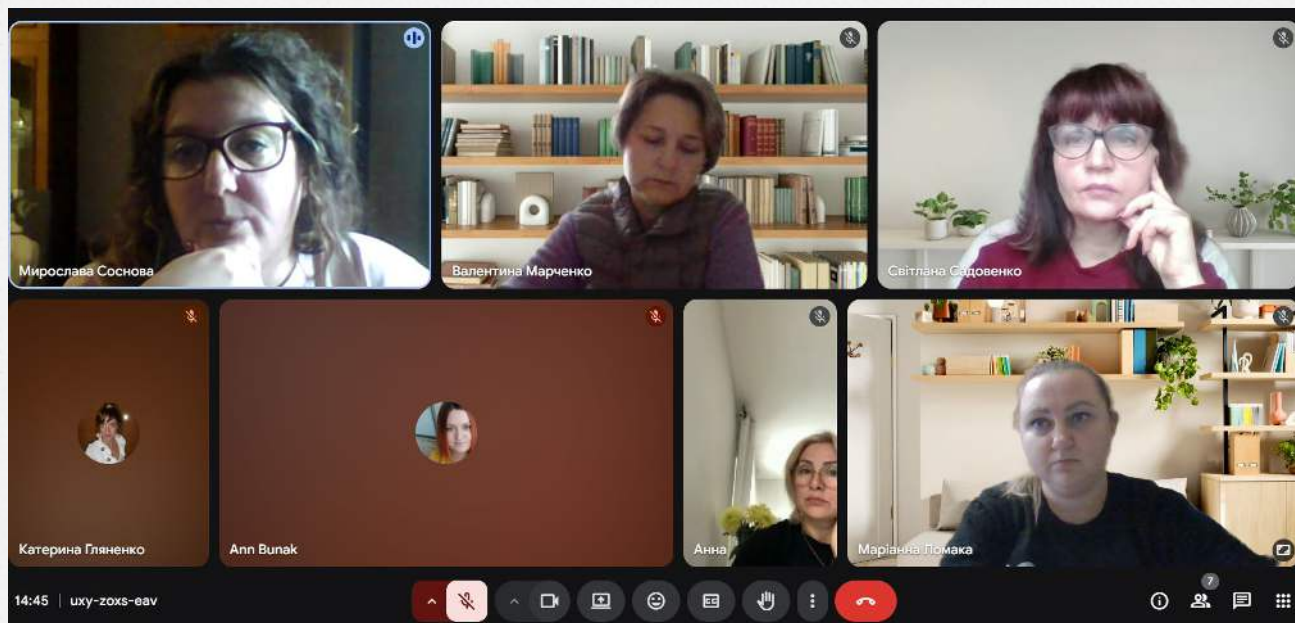 Мирослава Соснова
Валентина Марченко
Світлана Садовенко
Катерина Гляненко
Ann Bunak
Анна
Маріанна Ломака
14:45 | uxy-zoxs-eav
CC
7